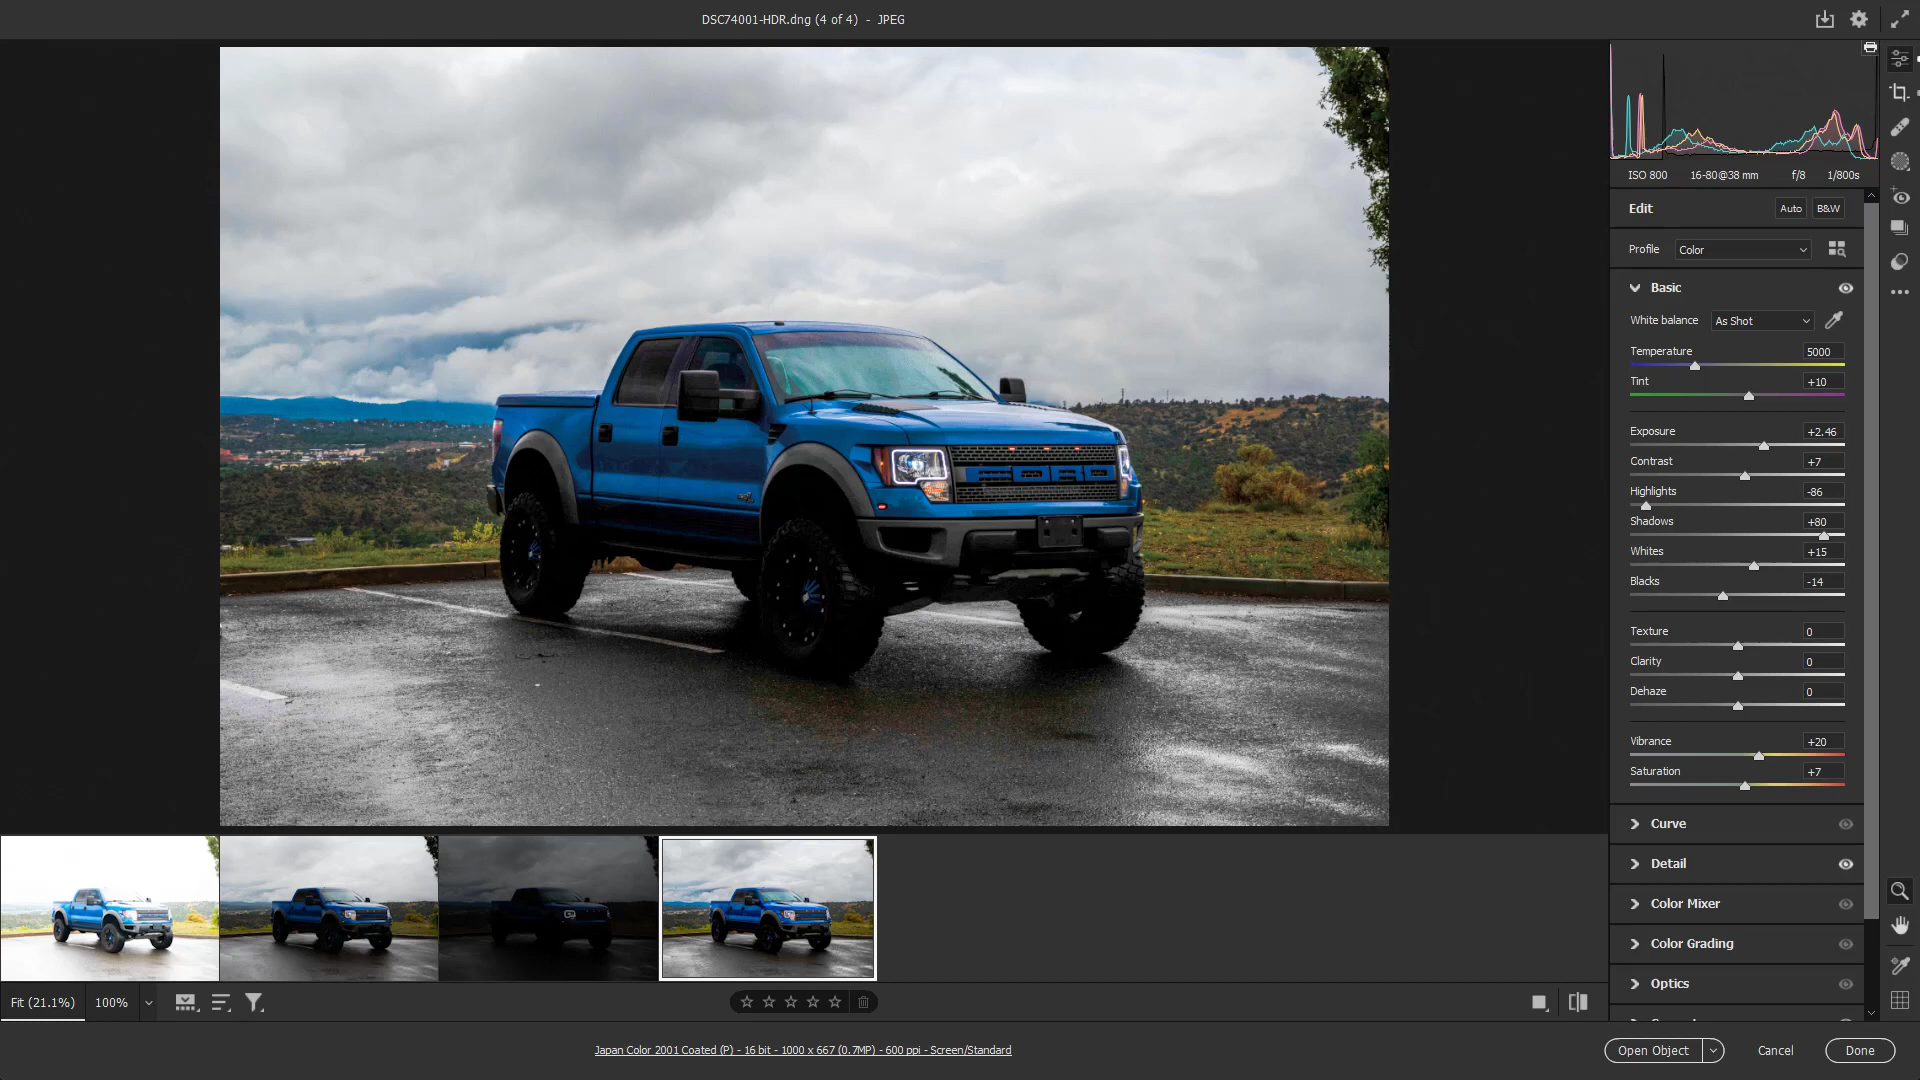 DSC74001-HDR.dng (4 of 4) - JPEG
ISO 800 16-80@38 mm f/8 1/800s
Edit Auto B&W
Profile Color
Basic
White balance As Shot
Temperature 5000
Tint +10
Exposure +2.46
Contrast +7
Highlights -86
Shadows +80
Whites +15
Blacks -14
Texture 0
Clarity 0
Dehaze 0
Vibrance +20
Saturation +7
Curve
Detail
Color Mixer
Color Grading
Optics
Fit (21.1%) 100%
Japan Color 2001 Coated (P) - 16 bit - 1000 x 667 (0.7MP) - 600 ppi - Screen/Standard
Open Object Cancel Done